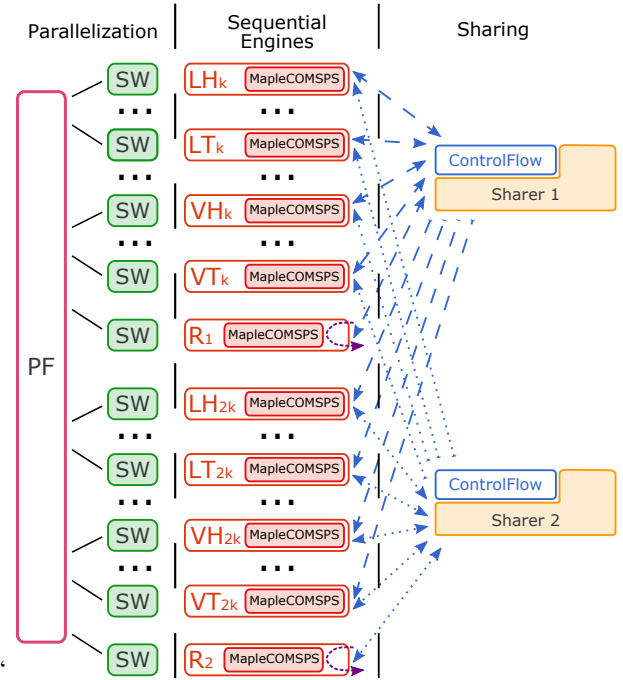 Parallelization
Sequential
Engines
Sharing
SW LHk MapleCOMSPS
... ...
SW LTk MapleCOMSPS
... ...
ControlFlow
Sharer 1
SW VHk MapleCOMSPS
... ...
SW VTk MapleCOMSPS
SW R1 MapleCOMSPS
PF
SW LH2k MapleCOMSPS
... ...
SW LT2k MapleCOMSPS
... ...
ControlFlow
Sharer 2
SW VH2k MapleCOMSPS
... ...
SW VT2k MapleCOMSPS
SW R2 MapleCOMSPS
‘